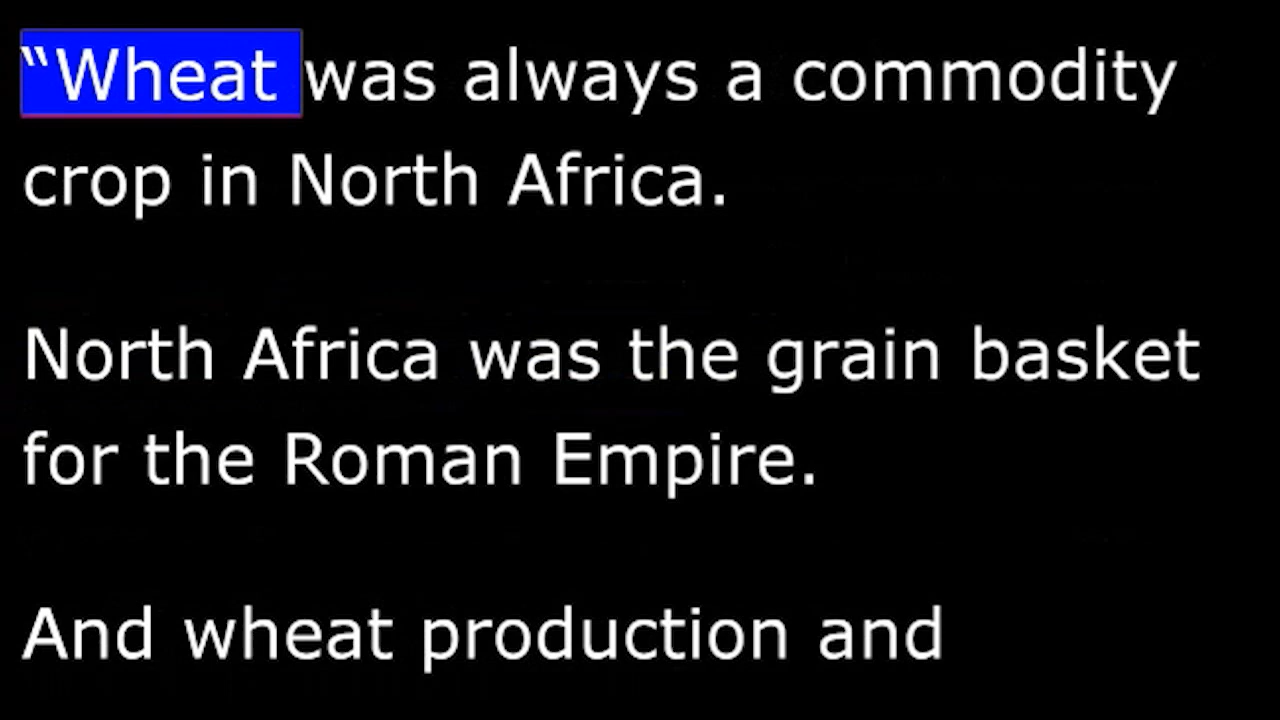 “Wheat was always a commodity
crop in North Africa.
North Africa was the grain basket
for the Roman Empire.
And wheat production and